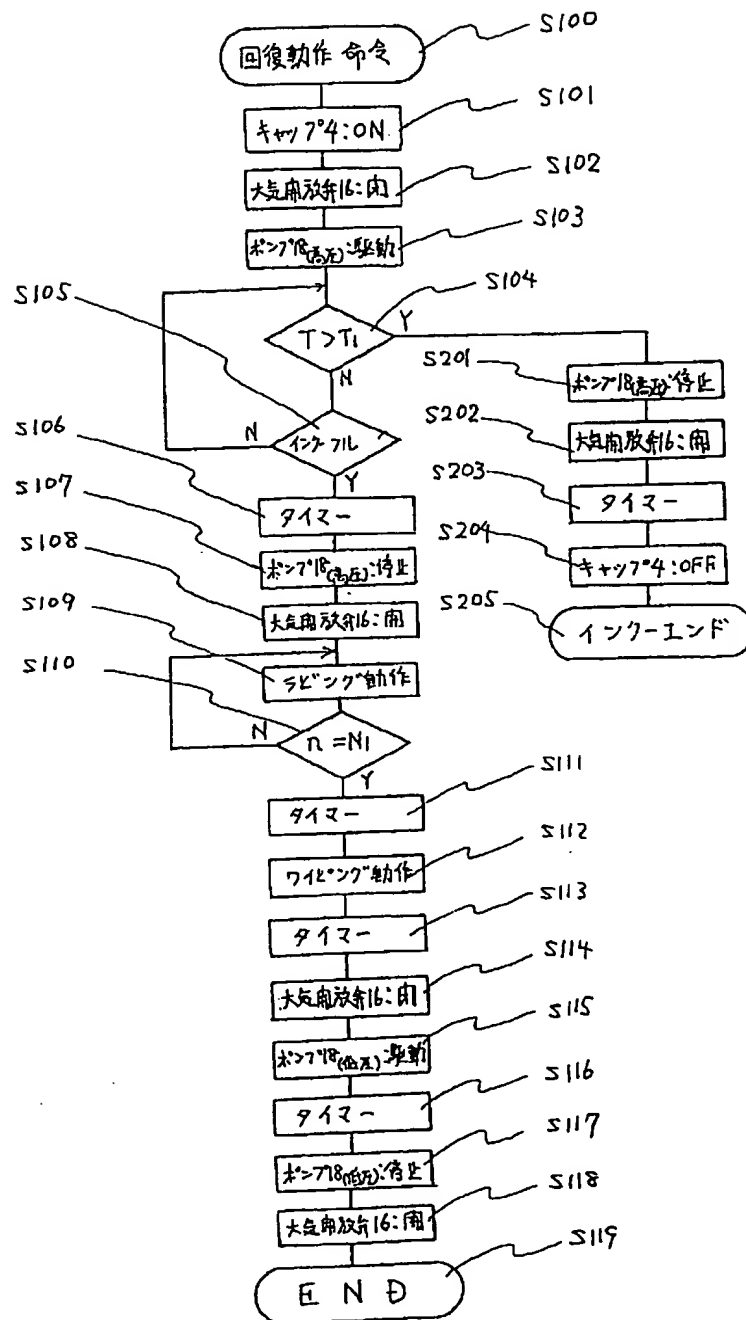 回復動作 命令
S100
キャップ4:ON
S101
大気開放弁16:閉
S102
ポンプ18(高圧):駆動
S103
T>T1
Y
N
S104
インクフル
N
Y
S105
タイマー
S106
ポンプ18(高圧):停止
S107
大気開放弁16:開
S108
ラビング動作
S109
n=N1
N
Y
S110
タイマー
S111
ワイピング動作
S112
タイマー
S113
大気開放弁16:閉
S114
ポンプ18(低圧):駆動
S115
タイマー
S116
ポンプ18(低圧):停止
S117
大気開放弁16:開
S118
END
S119
S201
ポンプ18(高圧):停止
S202
大気開放弁16:開
S203
タイマー
S204
キャップ4:OFF
S205
インクーエンド